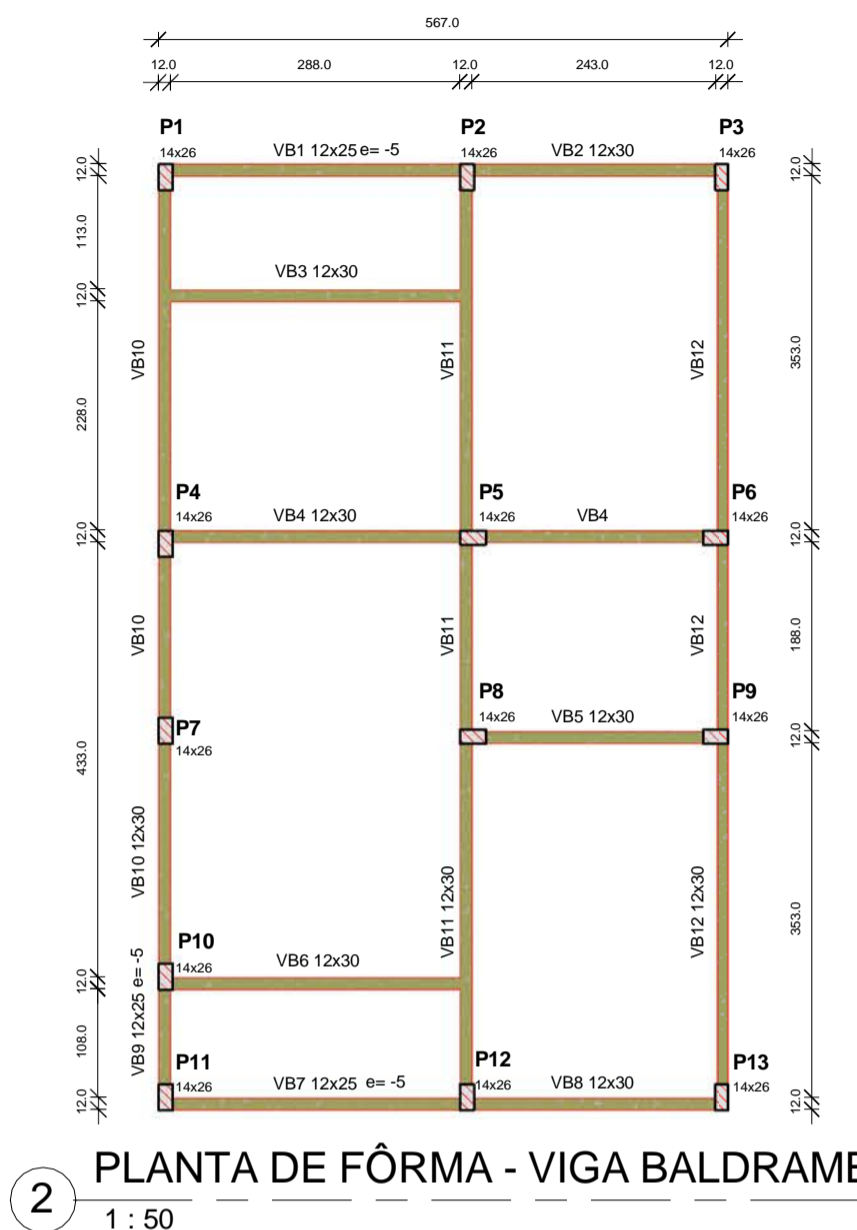 567.0
12.0 288.0 12.0 243.0 12.0
P1 P2 P3
14x26 VB1 12x25 e= -5 14x26 VB2 12x30 14x26
12.0 12.0
113.0
VB3 12x30
12.0
VB10 VB11 VB12 353.0
228.0
P4 P5 P6
14x26 VB4 12x30 14x26 VB4 14x26
12.0 12.0
VB10 VB11 VB12 188.0
P8 P9
14x26 VB5 12x30 14x26
P7
14x26
12.0
433.0
VB10 12x30 VB11 12x30 VB12 12x30 353.0
P10
14x26 VB6 12x30
12.0
VB9 12x25 e= -5
108.0
P11 P12 P13
14x26 VB7 12x25 e= -5 14x26 VB8 12x30 14x26
12.0 12.0
2 PLANTA DE FÔRMA - VIGA BALDRAME
1 : 50